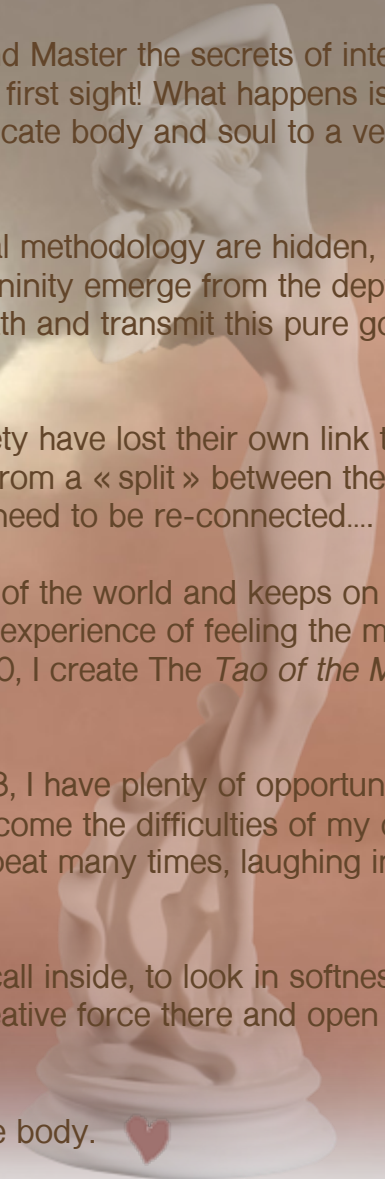 d Master the secrets of inte
first sight! What happens is
cate body and soul to a ve
al methodology are hidden,
ninity emerge from the dep
th and transmit this pure go
ety have lost their own link t
rom a « split » between the
need to be re-connected....
of the world and keeps on
experience of feeling the m
0, I create The Tao of the M
3, I have plenty of opportun
come the difficulties of my
peat many times, laughing in
call inside, to look in softnes
eative force there and open
e body.